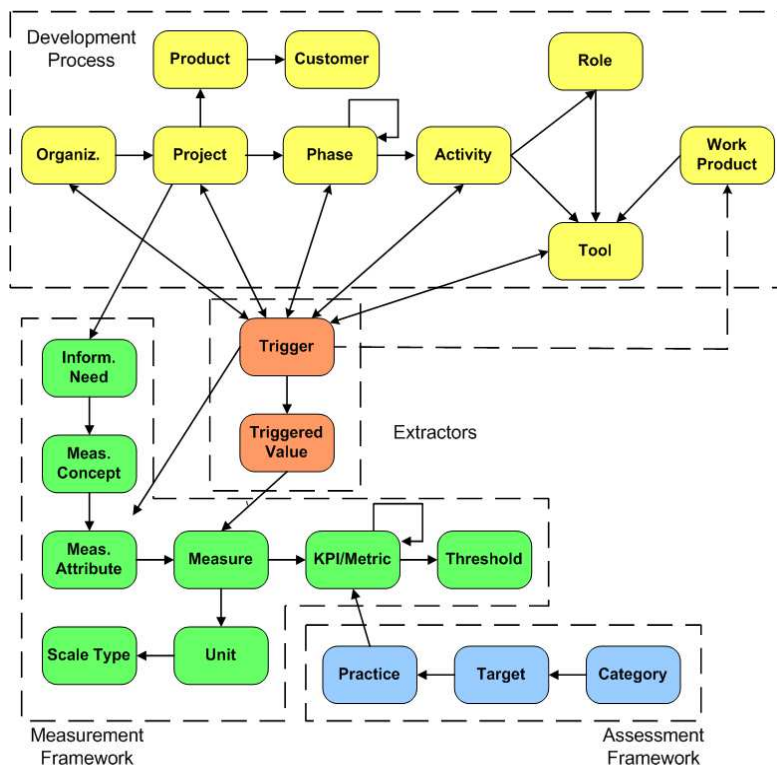 Development
Process
Product
Customer
Role
Organiz.
Project
Phase
Activity
Work
Product
Tool
Trigger
Inform.
Need
Triggered
Value
Extractors
Meas.
Concept
Meas.
Attribute
Measure
KPI/Metric
Threshold
Scale Type
Unit
Practice
Target
Category
Measurement
Framework
Assessment
Framework